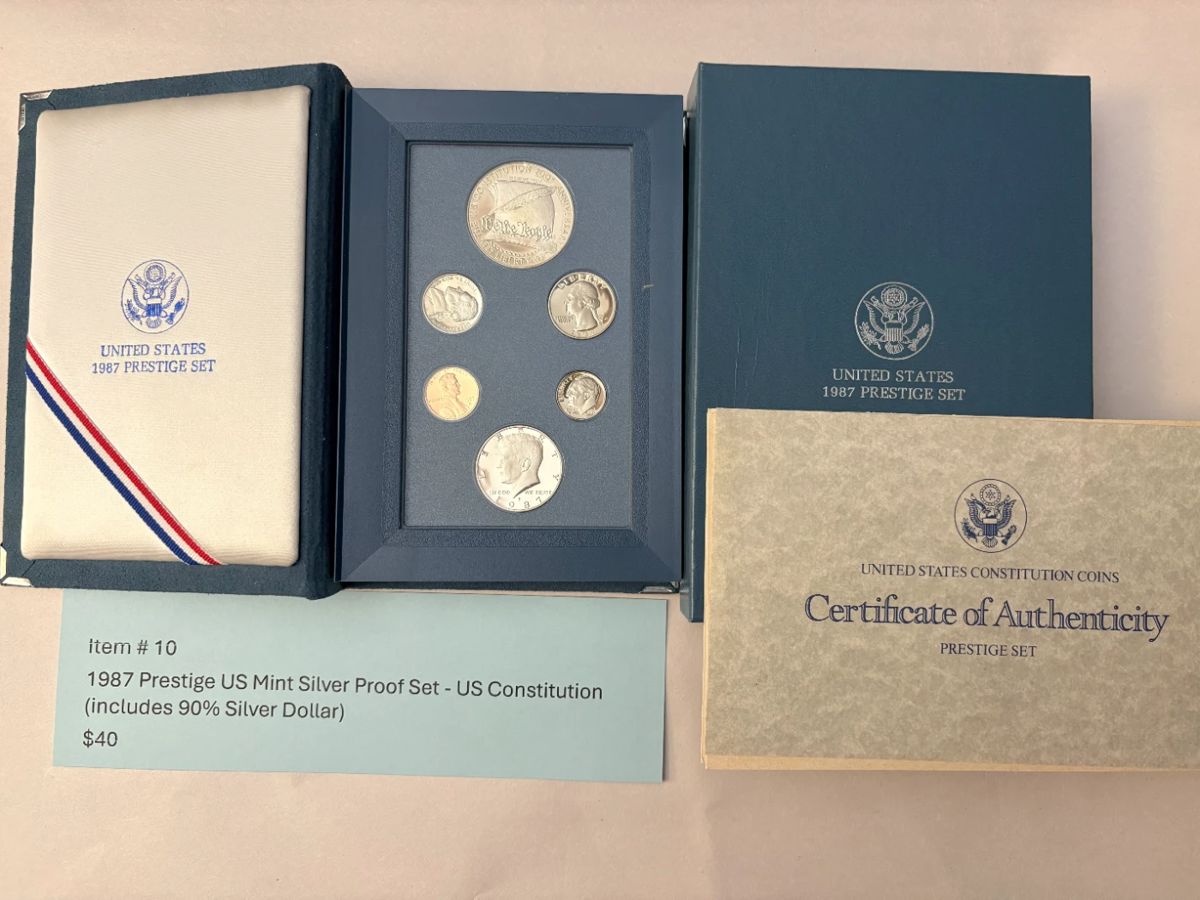 UNITED STATES
1987 PRESTIGE SET
We the People
LIBERTY
LIBERTY
1987
UNITED STATES
1987 PRESTIGE SET
UNITED STATES CONSTITUTION COINS
Certificate of Authenticity
PRESTIGE SET
Item # 10
1987 Prestige US Mint Silver Proof Set - US Constitution
(includes 90% Silver Dollar)
$40